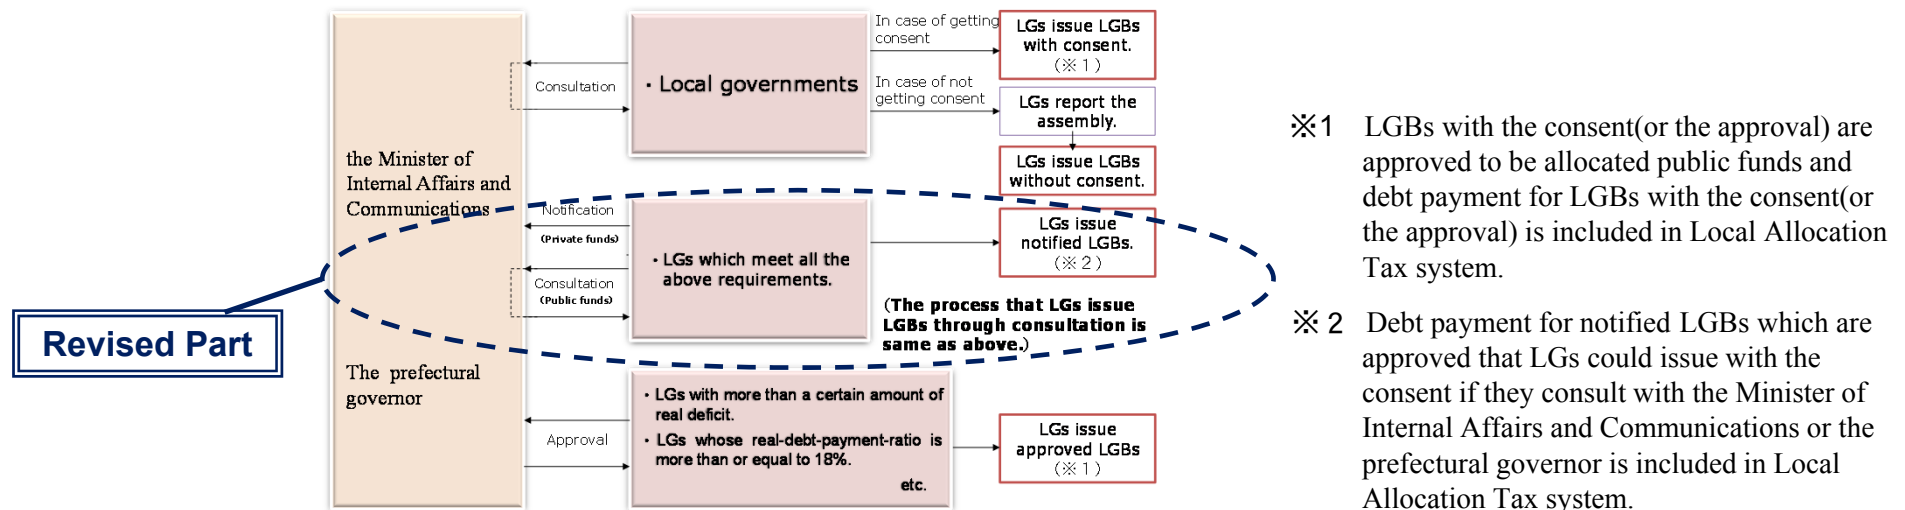 the Minister of
Internal Affairs and
Communications
The prefectural
governor
Consultation
・Local governments
In case of getting
consent
In case of not
getting consent
LGs issue LGBs
with consent.
(※1)
LGs report the
assembly.
LGs issue LGBs
without consent.
Revised Part
Notification
(Private funds)
Consultation
(Public funds)
・LGs which meet all the
above requirements.
LGs issue
notified LGBs.
(※2)
(The process that LGs issue
LGBs through consultation is
same as above.)
Approval
・LGs with more than a certain amount of
real deficit.
・LGs whose real-debt-payment-ratio is
more than or equal to 18%.
etc.
LGs issue
approved LGBs
(※1)
※1 LGBs with the consent(or the approval) are
approved to be allocated public funds and
debt payment for LGBs with the consent(or
the approval) is included in Local Allocation
Tax system.
※2 Debt payment for notified LGBs which are
approved that LGs could issue with the
consent if they consult with the Minister of
Internal Affairs and Communications or the
prefectural governor is included in Local
Allocation Tax system.